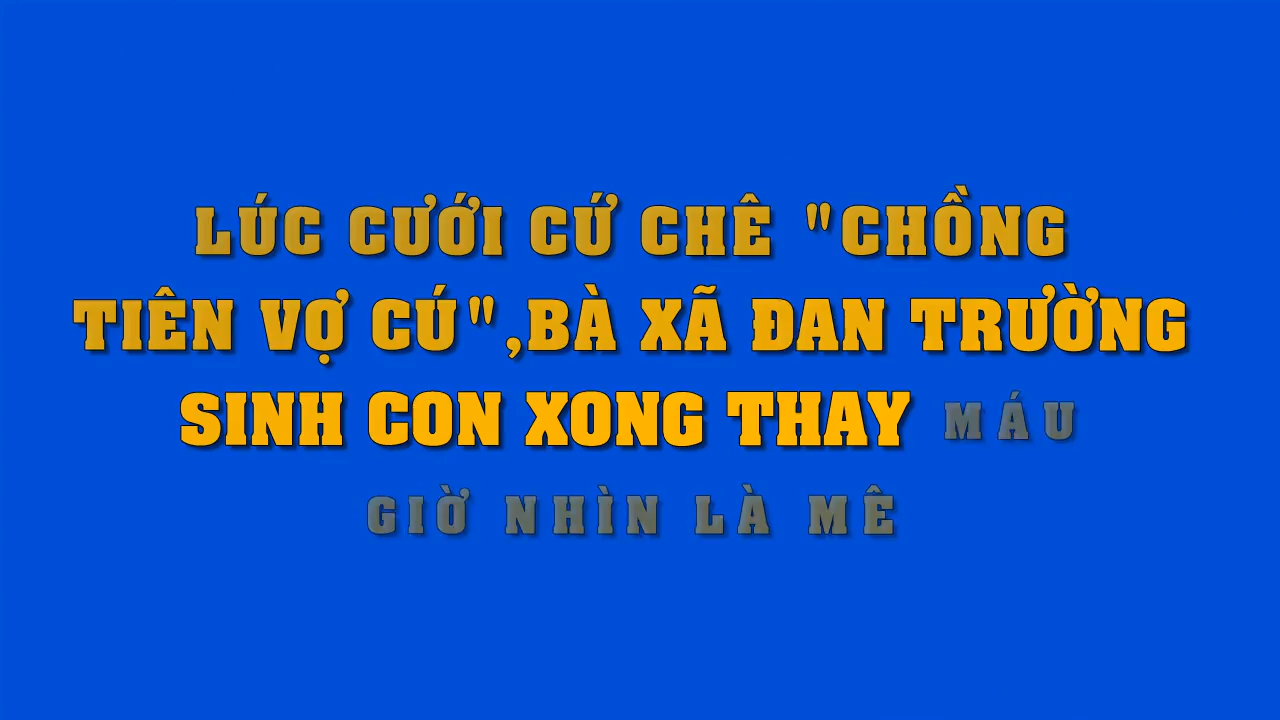 LÚC CƯỚI CỨ CHÊ "CHỒNG
TIÊN VỢ CÚ",BÀ XÃ ĐAN TRƯỜNG
SINH CON XONG THAY MÁU
GIỜ NHÌN LÀ MÊ